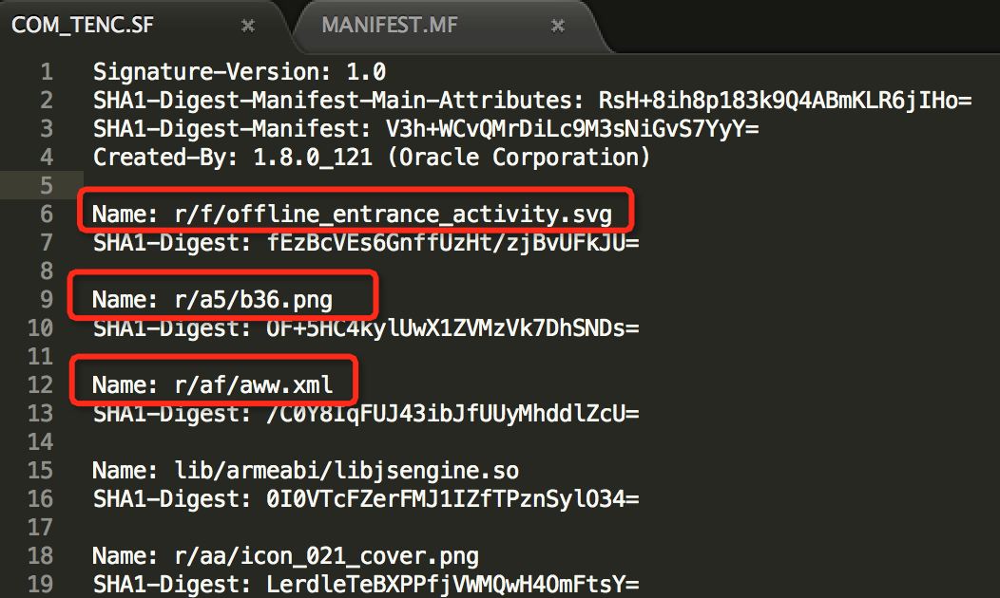 COM_TENC.SF
MANIFEST.MF
1 Signature-Version: 1.0
2 SHA1-Digest-Manifest-Main-Attributes: RsH+8ih8p183k9Q4ABmKLR6jIHo=
3 SHA1-Digest-Manifest: V3h+WCvQMrDiLc9M3sNiGvS7YyY=
4 Created-By: 1.8.0_121 (Oracle Corporation)
5
6 Name: r/f/offline_entrance_activity.svg
7 SHA1-Digest: fEzBcVEs6GnffUzHt/zjBvUFkJU=
8
9 Name: r/a5/b36.png
10 SHA1-Digest: OF+5HC4kylUwX1ZVMzVk7DhSNDs=
11
12 Name: r/af/aww.xml
13 SHA1-Digest: /C0Y8IqFUJ43ibJfUUyMhddlZcU=
14
15 Name: lib/armeabi/libjsengine.so
16 SHA1-Digest: 0I0VTcFZerFMJ1IZfTPznSylO34=
17
18 Name: r/aa/icon_021_cover.png
19 SHA1-Digest: LerdleTeBXPPfjVWMQwH4OmFtsY=